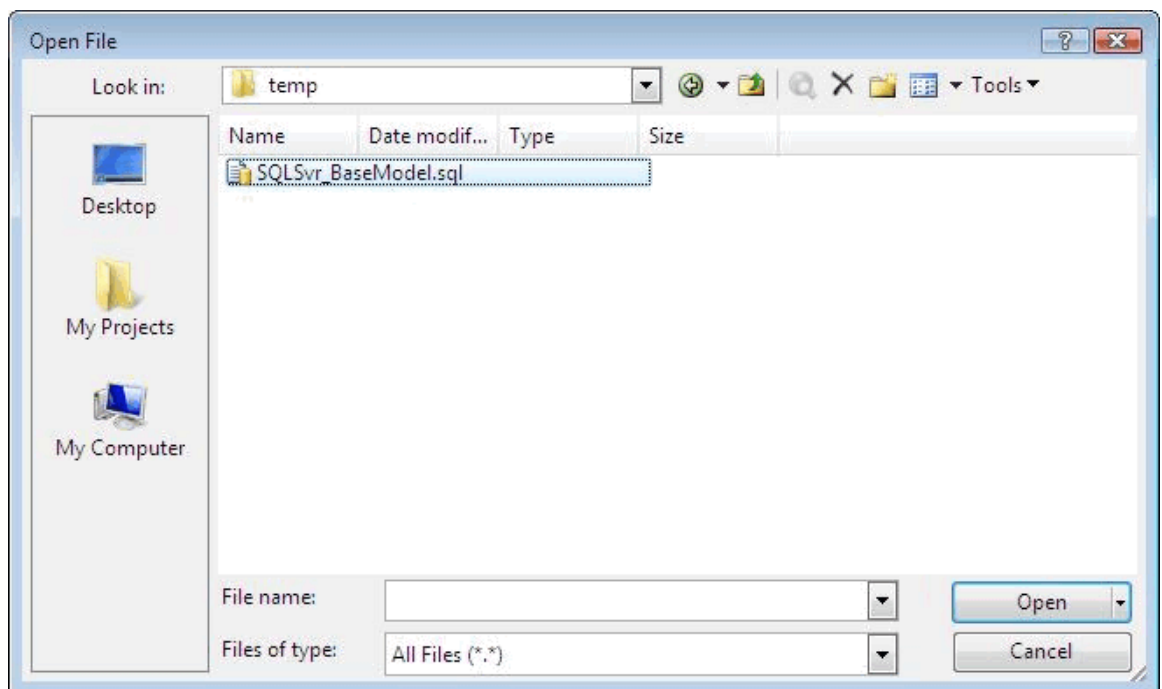 Open File
Look in: temp Tools
Name Date modif... Type Size
SQLSvr_BaseModel.sql
Desktop
My Projects
My Computer
File name: Open
Files of type: All Files (*.*) Cancel